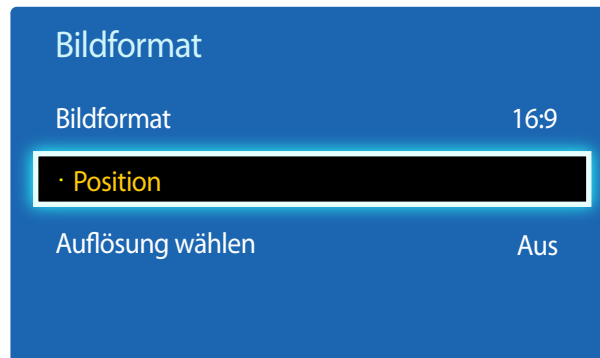 Bildformat
Bildformat 16:9
· Position
Auflösung wählen Aus